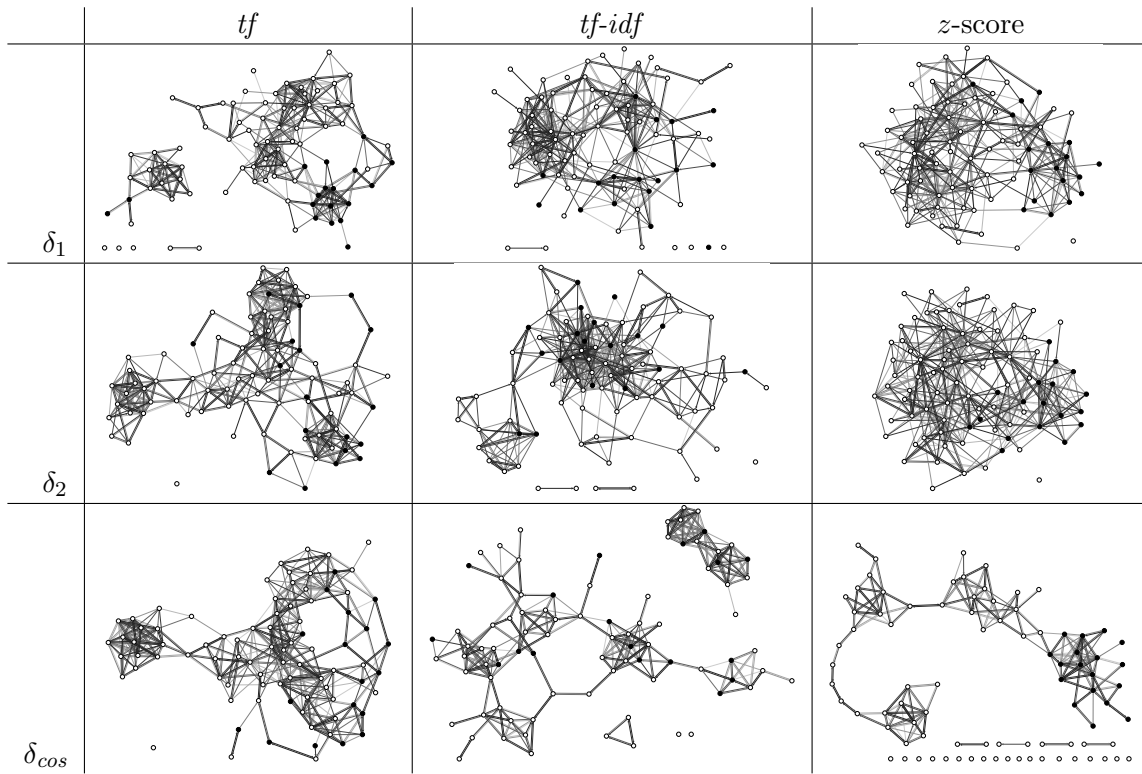 tf tf-idf z-score
δ1
δ2
δcos